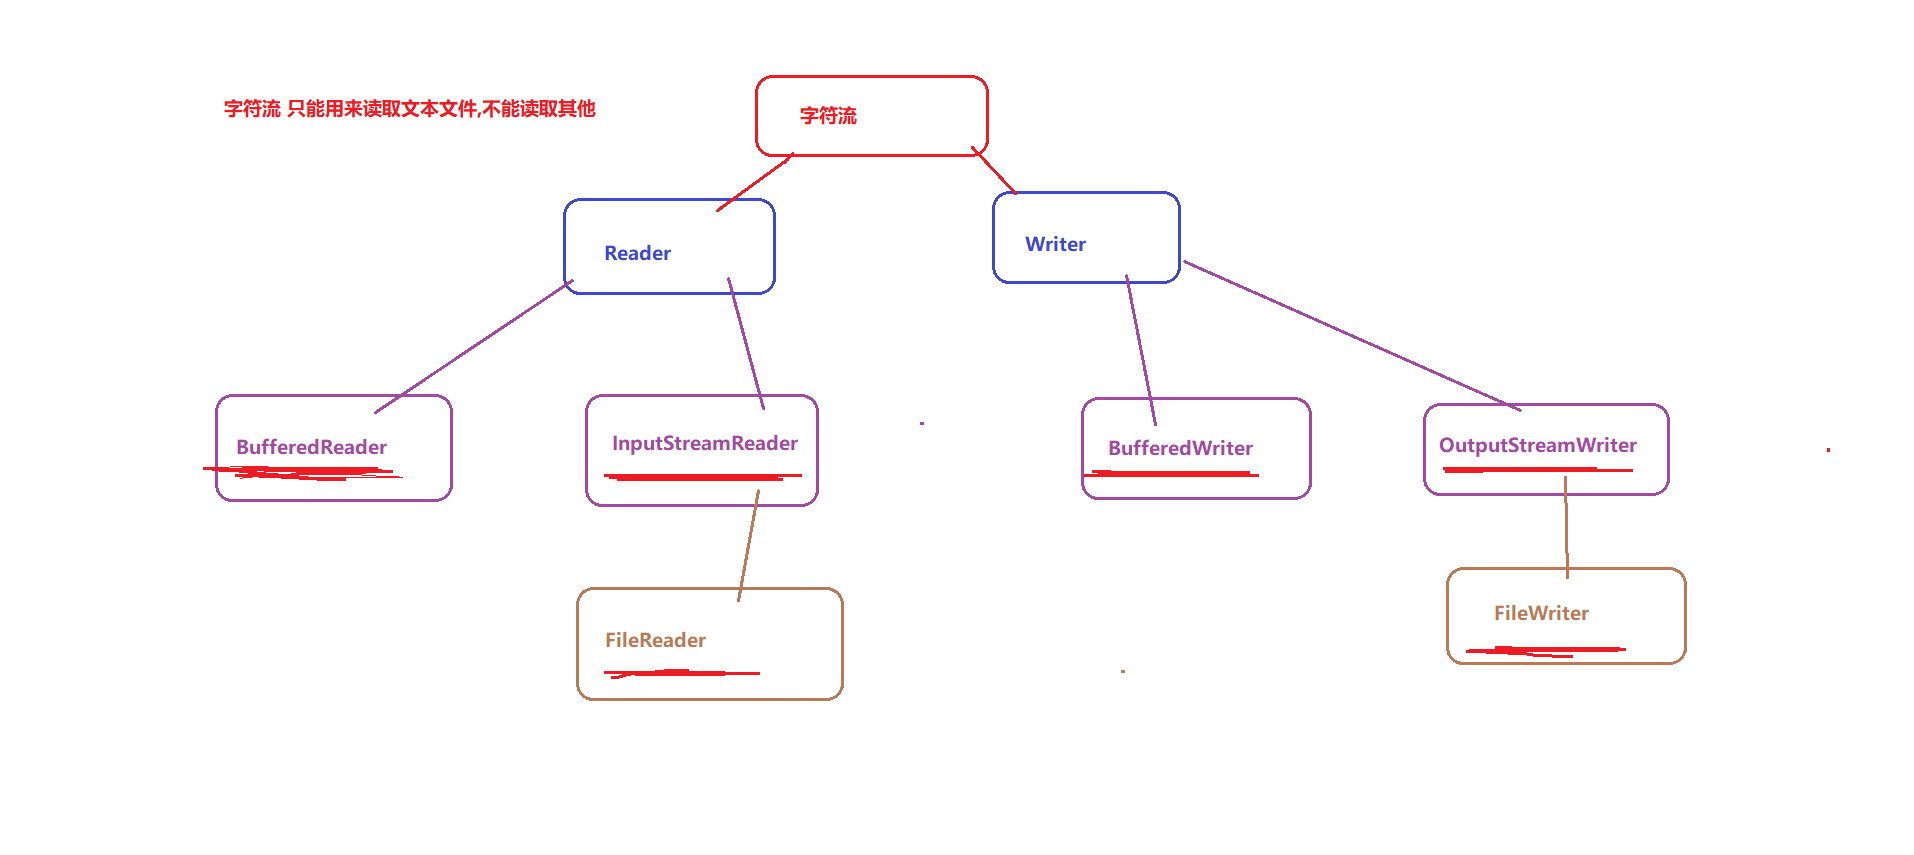 字符流 只能用来读取文本文件,不能读取其他
字符流
Reader
Writer
BufferedReader
InputStreamReader
BufferedWriter
OutputStreamWriter
FileReader
FileWriter